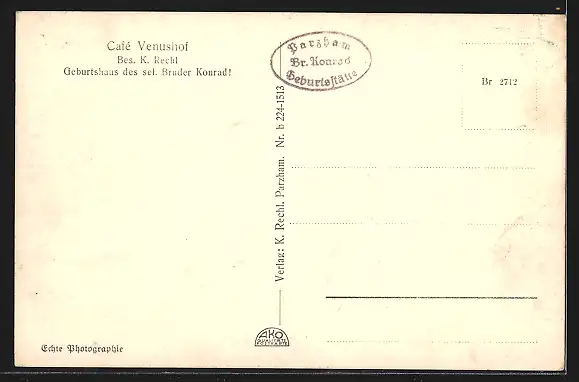 Café Venushof
Bes. K. Rechl
Geburtshaus des sel. Bruder Konrad!
Parzham
Br. Konrad
Geburtsstätte
Br 2712
Verlag: K. Rechl. Parzham. Nr. b 224-1513
AKO
Echte Photographie